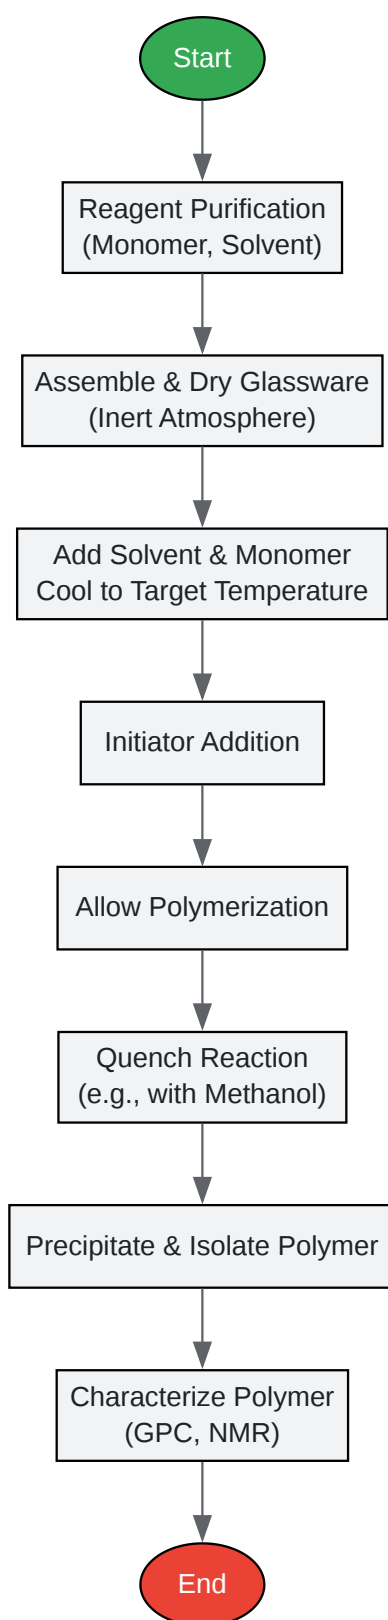 Start
Reagent Purification
(Monomer, Solvent)
Assemble & Dry Glassware
(Inert Atmosphere)
Add Solvent & Monomer
Cool to Target Temperature
Initiator Addition
Allow Polymerization
Quench Reaction
(e.g., with Methanol)
Precipitate & Isolate Polymer
Characterize Polymer
(GPC, NMR)
End